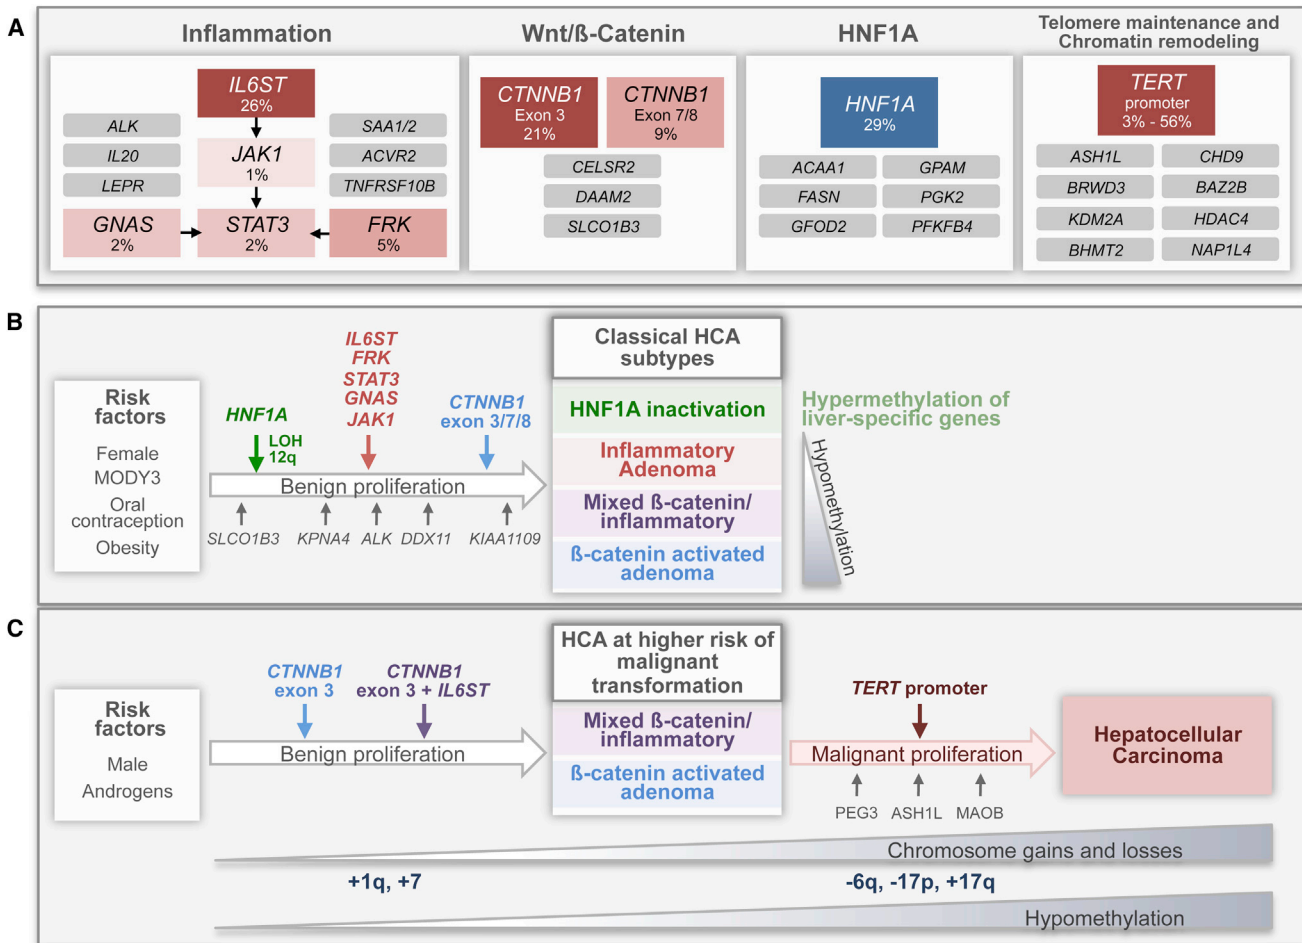 A
Inflammation
IL6ST
26%
ALK
IL20
LEPR
JAK1
1%
SAA1/2
ACVR2
TNFRSF10B
GNAS
2%
STAT3
2%
FRK
5%
Wnt/ß-Catenin
CTNNB1
Exon 3
21%
CTNNB1
Exon 7/8
9%
CELSR2
DAAM2
SLCO1B3
HNF1A
HNF1A
29%
ACAA1
GPAM
FASN
PGK2
GFOD2
PFKFB4
Telomere maintenance and
Chromatin remodeling
TERT
promoter
3% - 56%
ASH1L
CHD9
BRWD3
BAZ2B
KDM2A
HDAC4
BHMT2
NAP1L4
B
Risk
factors
Female
MODY3
Oral
contraception
Obesity
HNF1A
LOH
12q
IL6ST
FRK
STAT3
GNAS
JAK1
CTNNB1
exon 3/7/8
Benign proliferation
SLCO1B3
KPNA4
ALK
DDX11
KIAA1109
Classical HCA
subtypes
HNF1A inactivation
Inflammatory
Adenoma
Mixed ß-catenin/
inflammatory
ß-catenin activated
adenoma
Hypermethylation of
liver-specific genes
Hypomethylation
C
Risk
factors
Male
Androgens
CTNNB1
exon 3
CTNNB1
exon 3 + IL6ST
Benign proliferation
HCA at higher risk of
malignant
transformation
Mixed ß-catenin/
inflammatory
ß-catenin activated
adenoma
TERT promoter
Malignant proliferation
PEG3
ASH1L
MAOB
Hepatocellular
Carcinoma
Chromosome gains and losses
+1q, +7
-6q, -17p, +17q
Hypomethylation